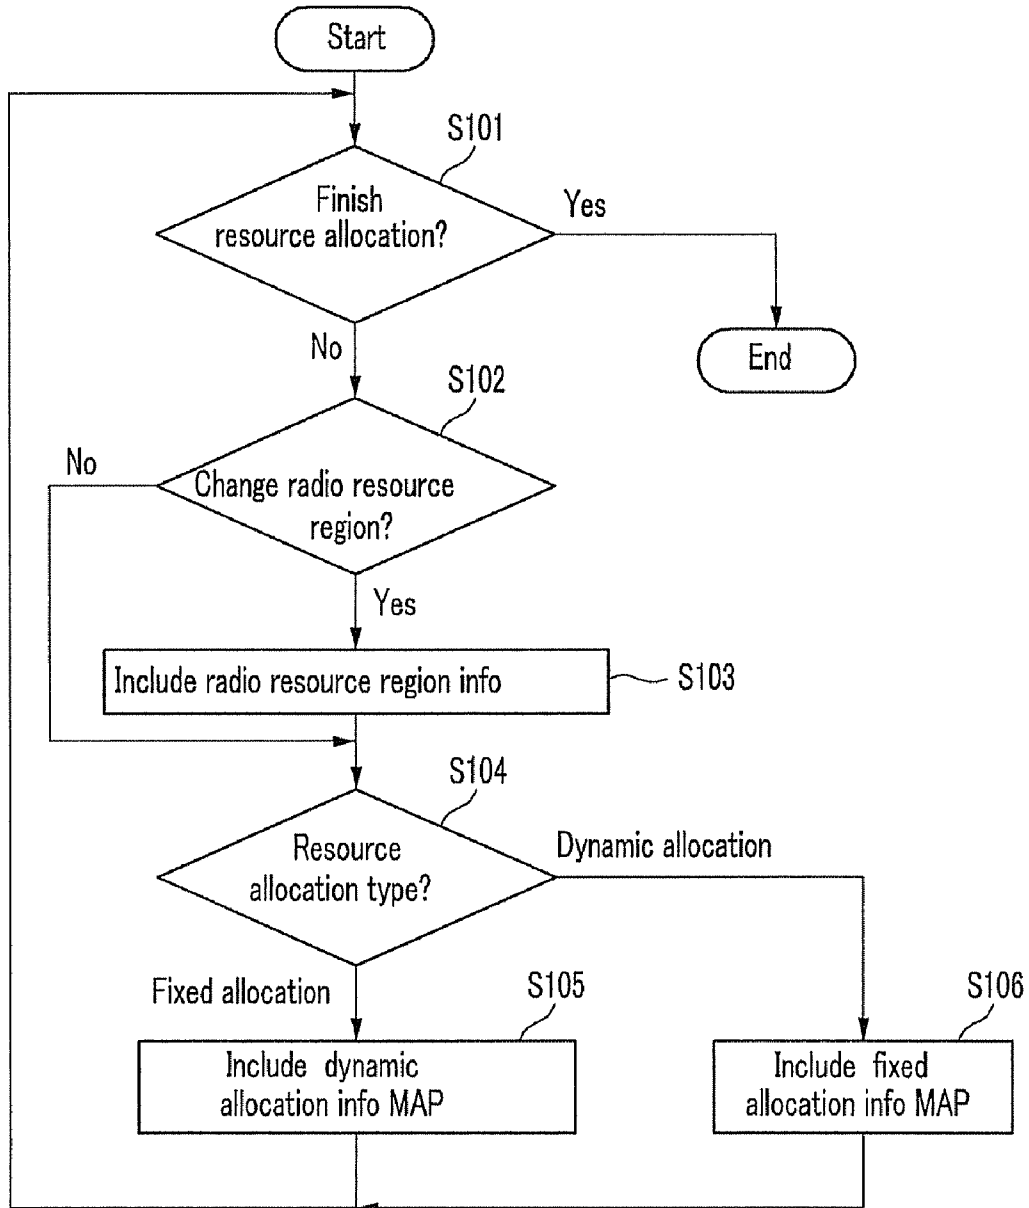 Start
S101
Finish
resource allocation?
Yes
No
End
S102
No
Change radio resource
region?
Yes
Include radio resource region info
S103
S104
Resource
allocation type?
Dynamic allocation
Fixed allocation
S105
S106
Include dynamic
allocation info MAP
Include fixed
allocation info MAP